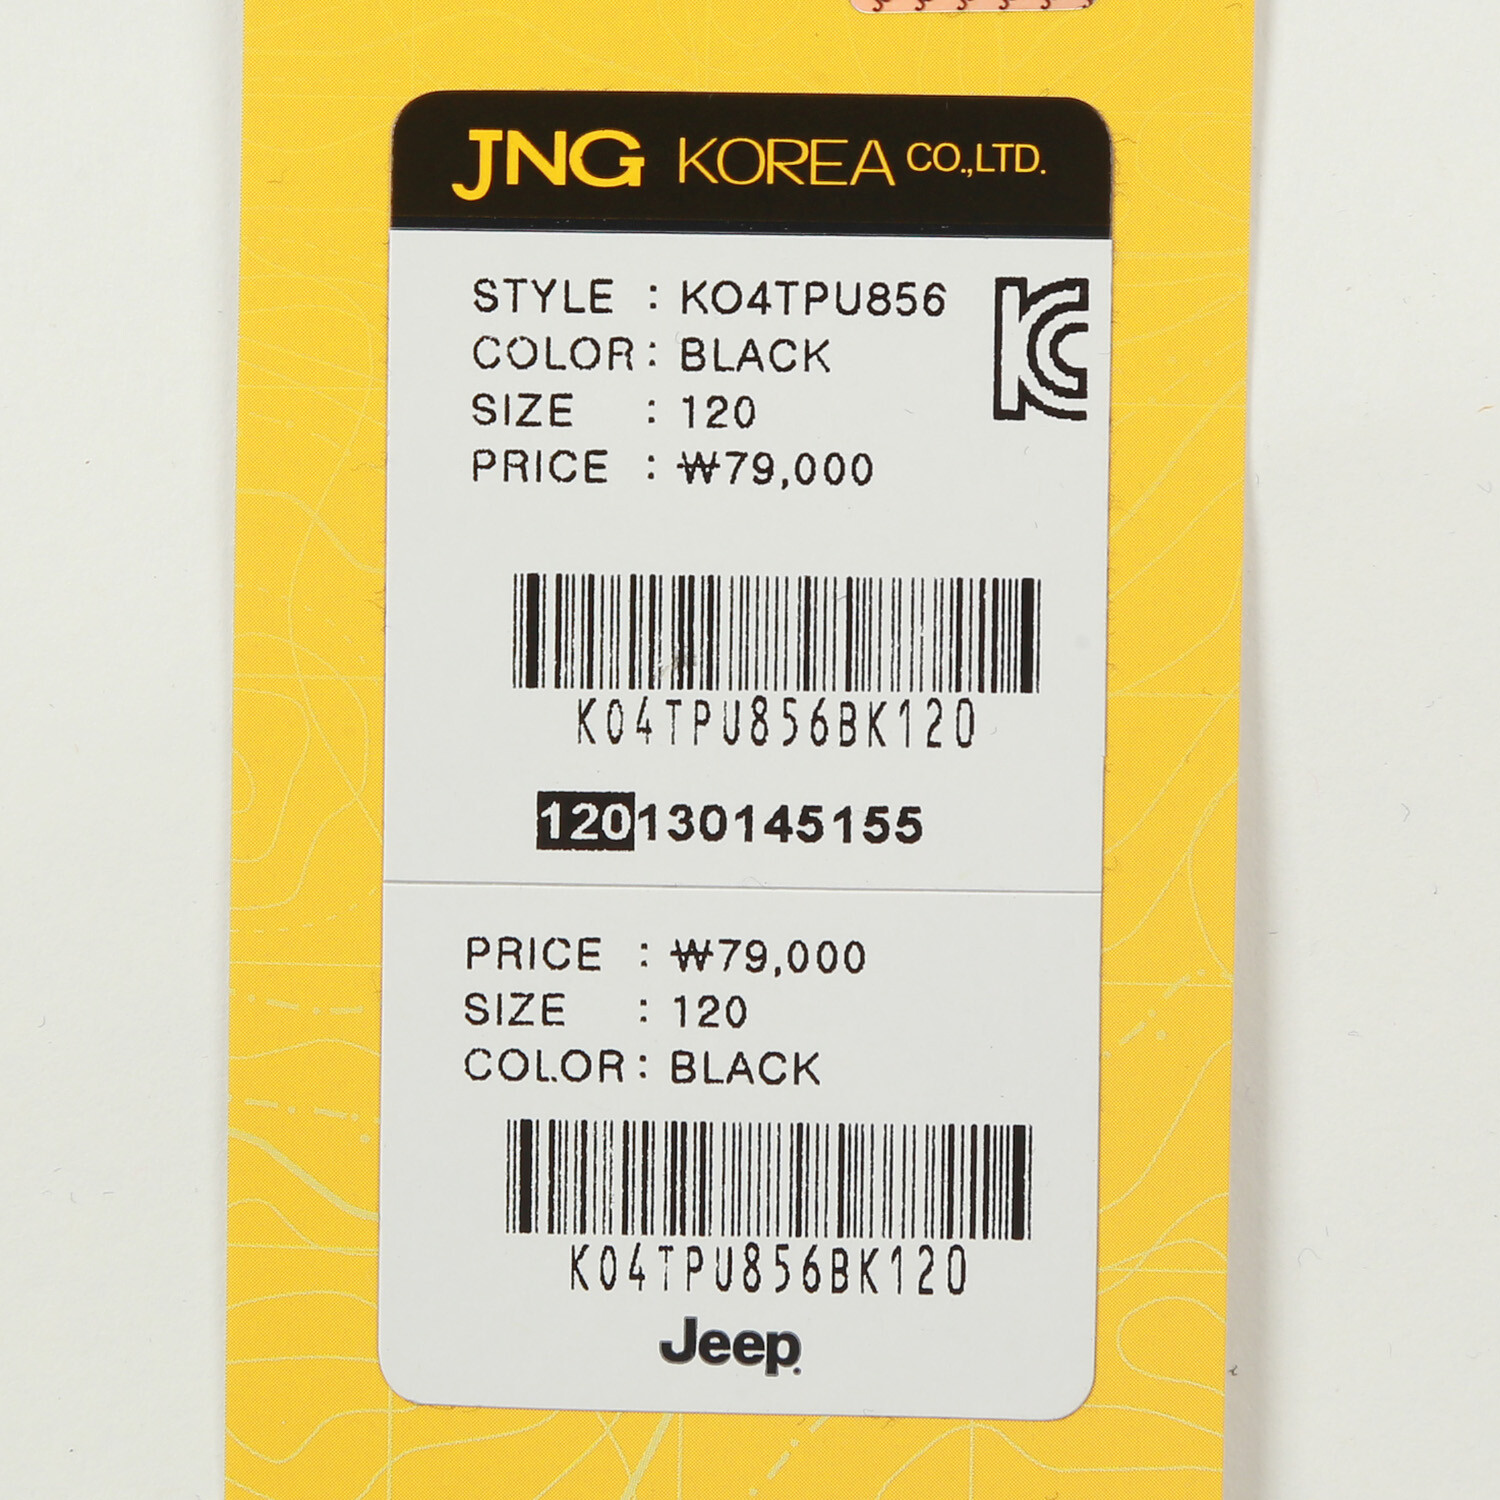 JNG KOREA CO.,LTD.
STYLE : KO4TPU856
COLOR : BLACK
SIZE : 120
PRICE : ₩79,000
KC
K04TPU856BK120
120130145155
PRICE : ₩79,000
SIZE : 120
COLOR : BLACK
K04TPU856BK120
Jeep